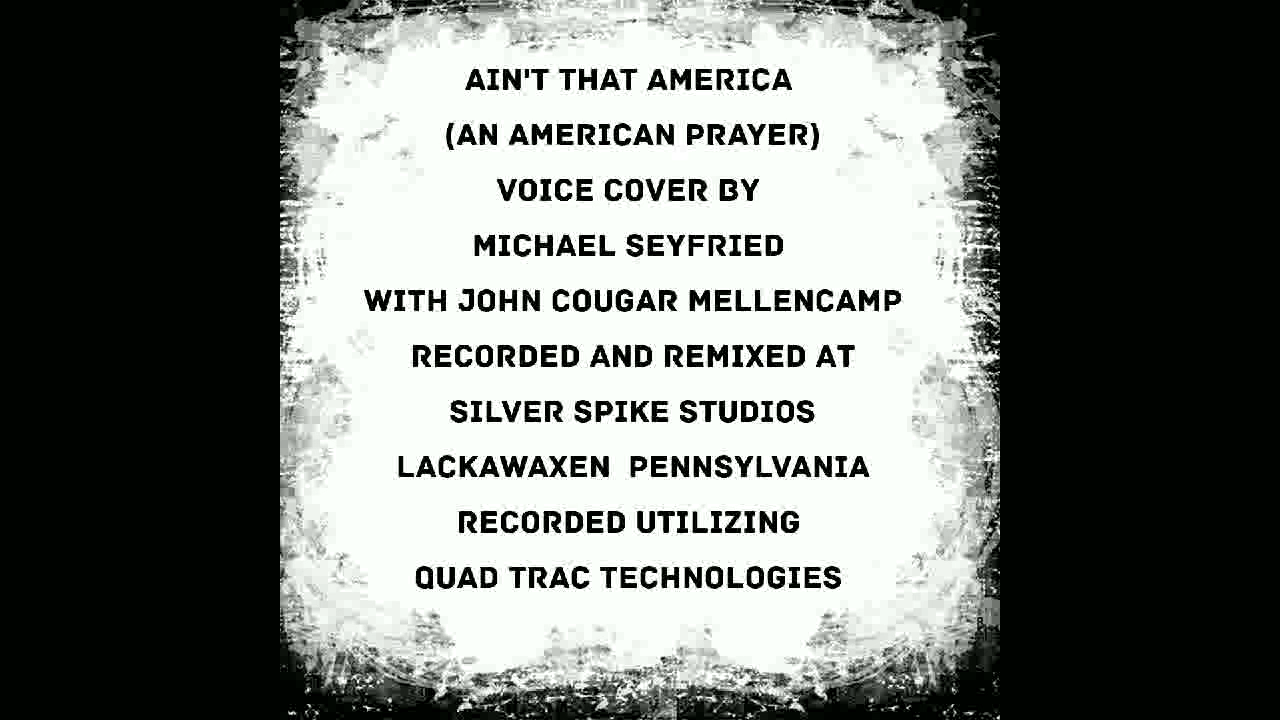 AIN'T THAT AMERICA
(AN AMERICAN PRAYER)
VOICE COVER BY
MICHAEL SEYFRIED
WITH JOHN COUGAR MELLENCAMP
RECORDED AND REMIXED AT
SILVER SPIKE STUDIOS
LACKAWAXEN  PENNSYLVANIA
RECORDED UTILIZING
QUAD TRAC TECHNOLOGIES